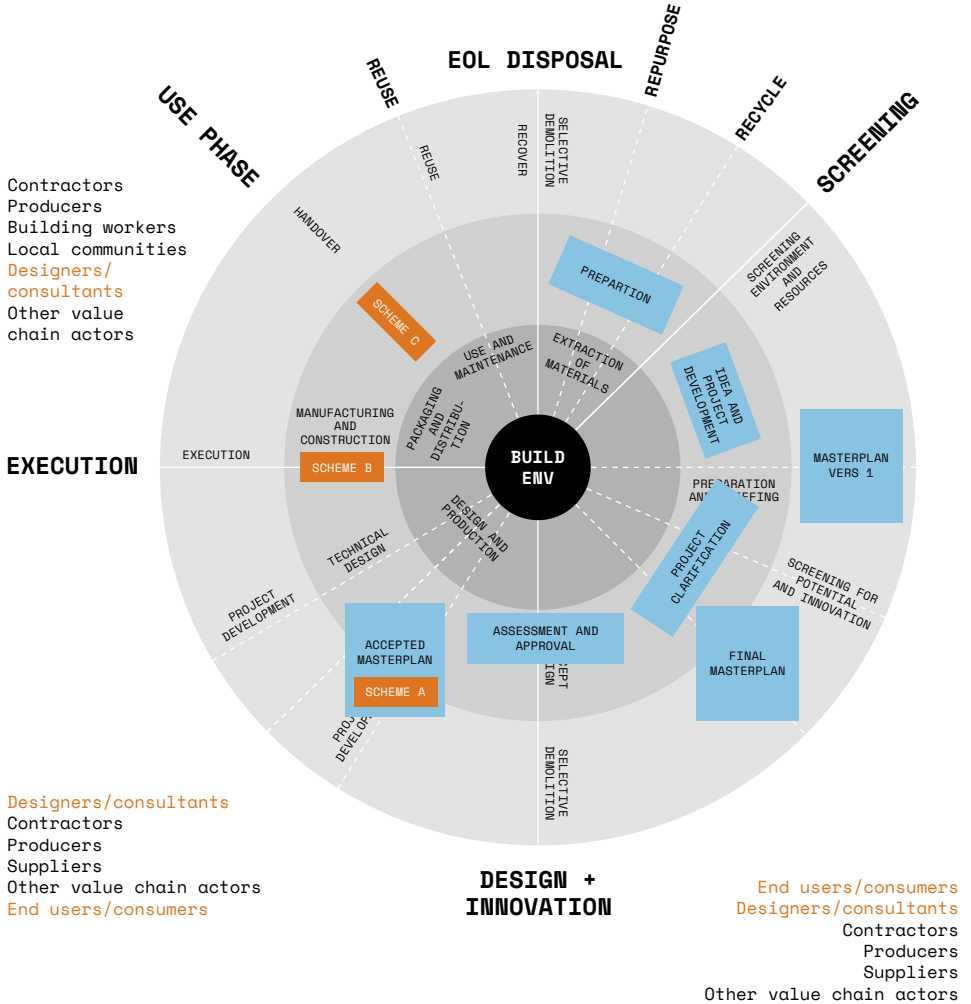 EOL DISPOSAL
REUSE
REPURPOSE
RECYCLE
USE PHASE
SCREENING
Contractors
Producers
Building workers
Local communities
Designers/
consultants
Other value
chain actors
HANDOVER
REUSE
RECOVER
SELECTIVE
DEMOLITION
SCREENING
ENVIRONMENT
AND
RESOURCES
PREPARTION
SCHEME C
USE AND
MAINTENANCE
EXTRACTION
OF
MATERIALS
IDEA AND
PROJECT
DEVELOPMENT
PACKAGING
AND
DISTRIBU-
TION
MANUFACTURING
AND
CONSTRUCTION
EXECUTION
EXECUTION
SCHEME B
BUILD
ENV
MASTERPLAN
VERS 1
PREPARATION
AND
DESIGN AND
PRODUCTION
PROJECT
CLARIFICATION
TECHNICAL
DESIGN
PROJECT
DEVELOPMENT
SCREENING FOR
POTENTIAL
AND INNOVATION
ACCEPTED
MASTERPLAN
SCHEME A
ASSESSMENT AND
APPROVAL
FINAL
MASTERPLAN
SELECTIVE
DEMOLITION
Designers/consultants
Contractors
Producers
Suppliers
Other value chain actors
End users/consumers
DESIGN +
INNOVATION
End users/consumers
Designers/consultants
Contractors
Producers
Suppliers
Other value chain actors